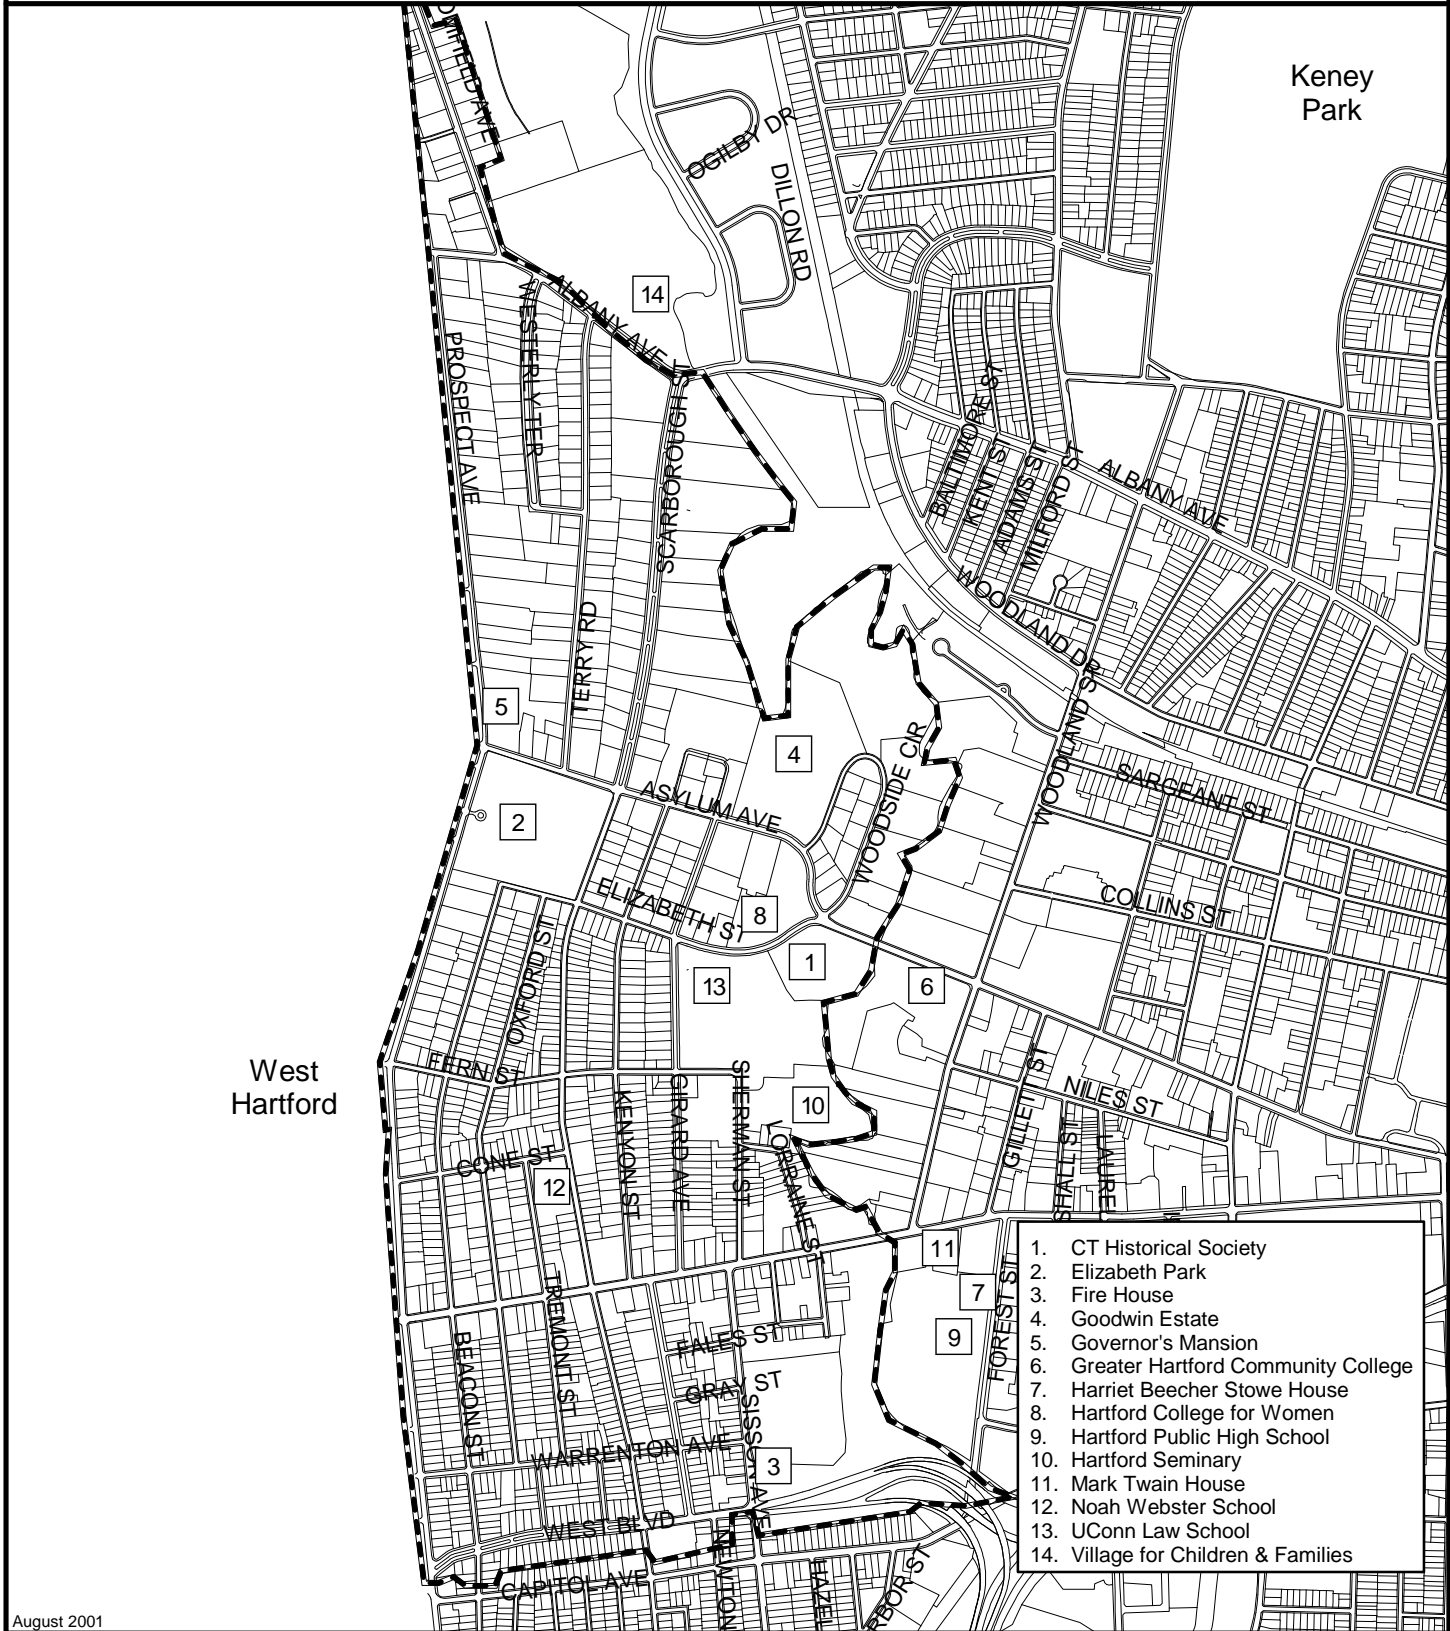 Keney
Park
OGILBY DR
DILLON RD
14
ALBANY AVE
WESTERLY TER
PROSPECT AVE
SCARBOROUGH ST
BALTIMORE ST
KENT ST
ADAMS ST
MILFORD ST
ALBANY AVE
WOODLAND DR
TERRY RD
5
4
WOODSIDE CIR
WOODLAND ST
SARGEANT ST
2
ASYLUM AVE
ELIZABETH ST
8
COLLINS ST
OXFORD ST
1
13
6
West
Hartford
FERN ST
KENYON ST
GIRARD AVE
SHERMAN ST
10
LORRAINE ST
GILLETT ST
NILES ST
CONE ST
12
11
7
9
FOREST ST
TREMONT ST
BEACON ST
FALES ST
GRAY ST
SISSON AVE
WARRENTON AVE
3
WEST BLVD
CAPITOL AVE
NEWTON
HAZEL
1. CT Historical Society
2. Elizabeth Park
3. Fire House
4. Goodwin Estate
5. Governor's Mansion
6. Greater Hartford Community College
7. Harriet Beecher Stowe House
8. Hartford College for Women
9. Hartford Public High School
10. Hartford Seminary
11. Mark Twain House
12. Noah Webster School
13. UConn Law School
14. Village for Children & Families
August 2001